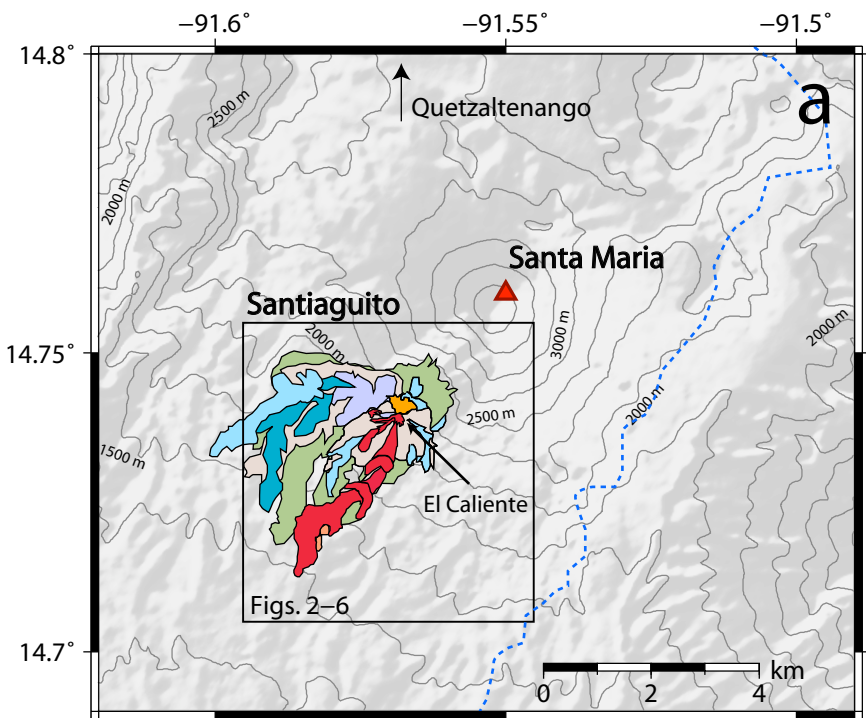 −91.6˚
−91.55˚
−91.5˚
14.8˚
a
2500 m
Quetzaltenango
2000 m
Santa Maria
Santiaguito
3000 m
2000 m
2000 m
14.75˚
2500 m
2000 m
1500 m
El Caliente
Figs. 2–6
14.7˚
km
0
2
4